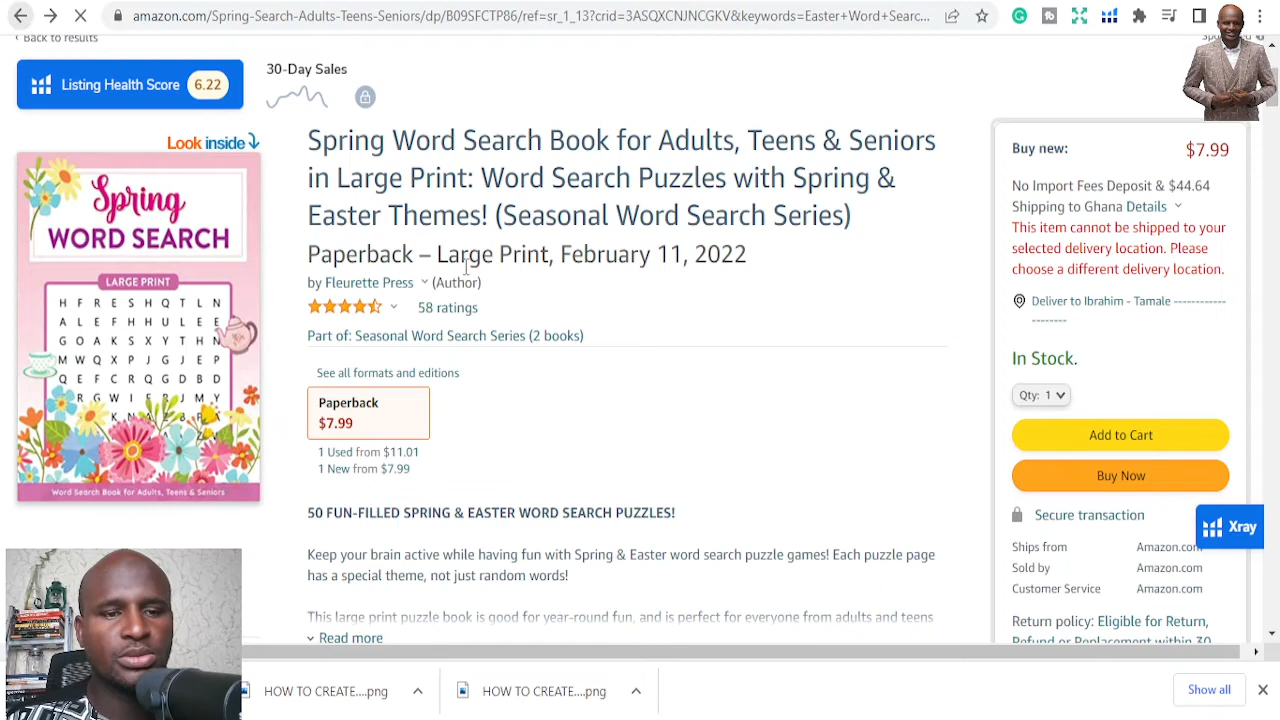 amazon.com/Spring-Search-Adults-Teens-Seniors/dp/B09SFCTP86/ref=sr_1_13?crid=3ASQXCNJNCGKV&keywords=Easter+Word+Searc...
Back to results
Listing Health Score 6.22
30-Day Sales
Look inside
Spring
WORD SEARCH
LARGE PRINT
H F R E S H Q T L N
A L E F H H U L E E
G O A K S X Y T H N
M W Q X P J G J E P
Q E F C R Q G D B D
R G W I E S J M Y
Word Search Book for Adults, Teens & Seniors
Spring Word Search Book for Adults, Teens & Seniors
in Large Print: Word Search Puzzles with Spring &
Easter Themes! (Seasonal Word Search Series)
Paperback – Large Print, February 11, 2022
by Fleurette Press (Author)
58 ratings
Part of: Seasonal Word Search Series (2 books)
See all formats and editions
Paperback
$7.99
1 Used from $11.01
1 New from $7.99
50 FUN-FILLED SPRING & EASTER WORD SEARCH PUZZLES!
Keep your brain active while having fun with Spring & Easter word search puzzle games! Each puzzle page
has a special theme, not just random words!
This large print puzzle book is good for year-round fun, and is perfect for everyone from adults and teens
Read more
Buy new: $7.99
No Import Fees Deposit & $44.64
Shipping to Ghana Details
This item cannot be shipped to your
selected delivery location. Please
choose a different delivery location.
Deliver to Ibrahim - Tamale ------------
--------
In Stock.
Qty: 1
Add to Cart
Buy Now
Secure transaction
Xray
Ships from Amazon.com
Sold by Amazon.com
Customer Service Amazon.com
Return policy: Eligible for Return,
Refund or Replacement within 30
HOW TO CREATE....png
HOW TO CREATE....png
Show all